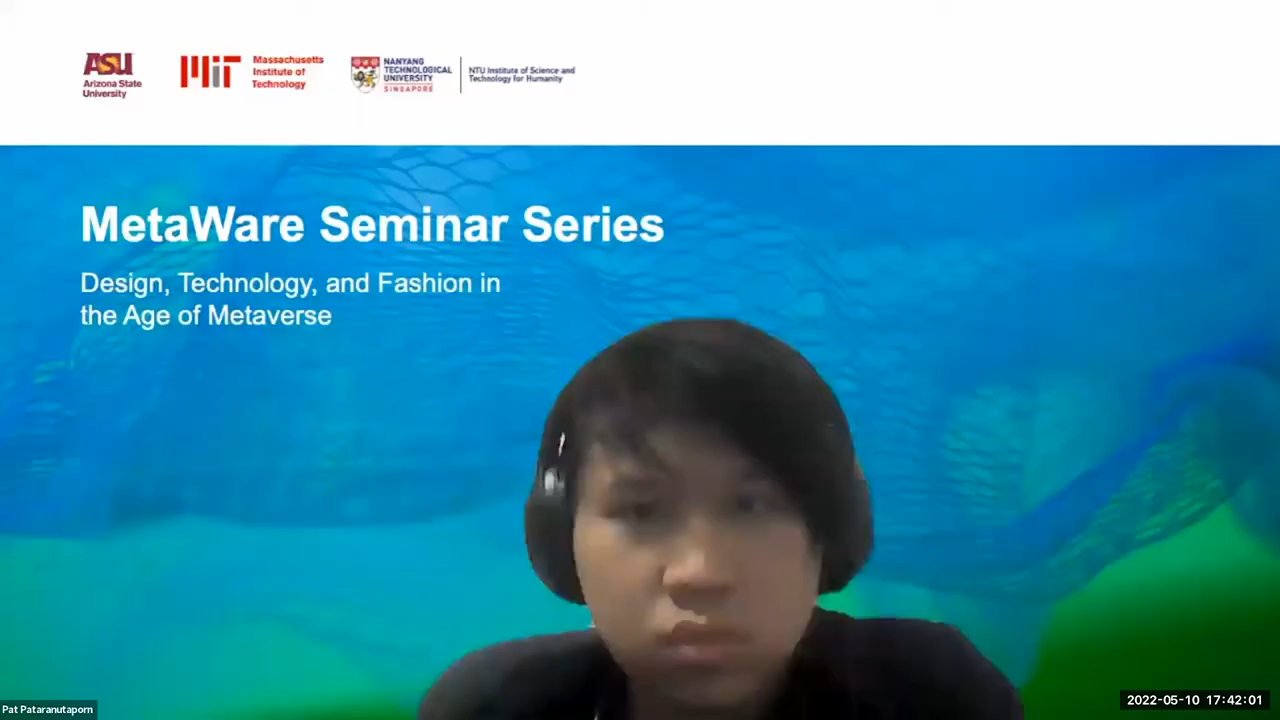 ASU
Arizona State
University
MIT
Massachusetts
Institute of
Technology
NANYANG
TECHNOLOGICAL
UNIVERSITY
SINGAPORE
NTU Institute of Science and
Technology for Humanity
MetaWare Seminar Series
Design, Technology, and Fashion in
the Age of Metaverse
Pat Pataranutaporn
2022-05-10 17:42:01